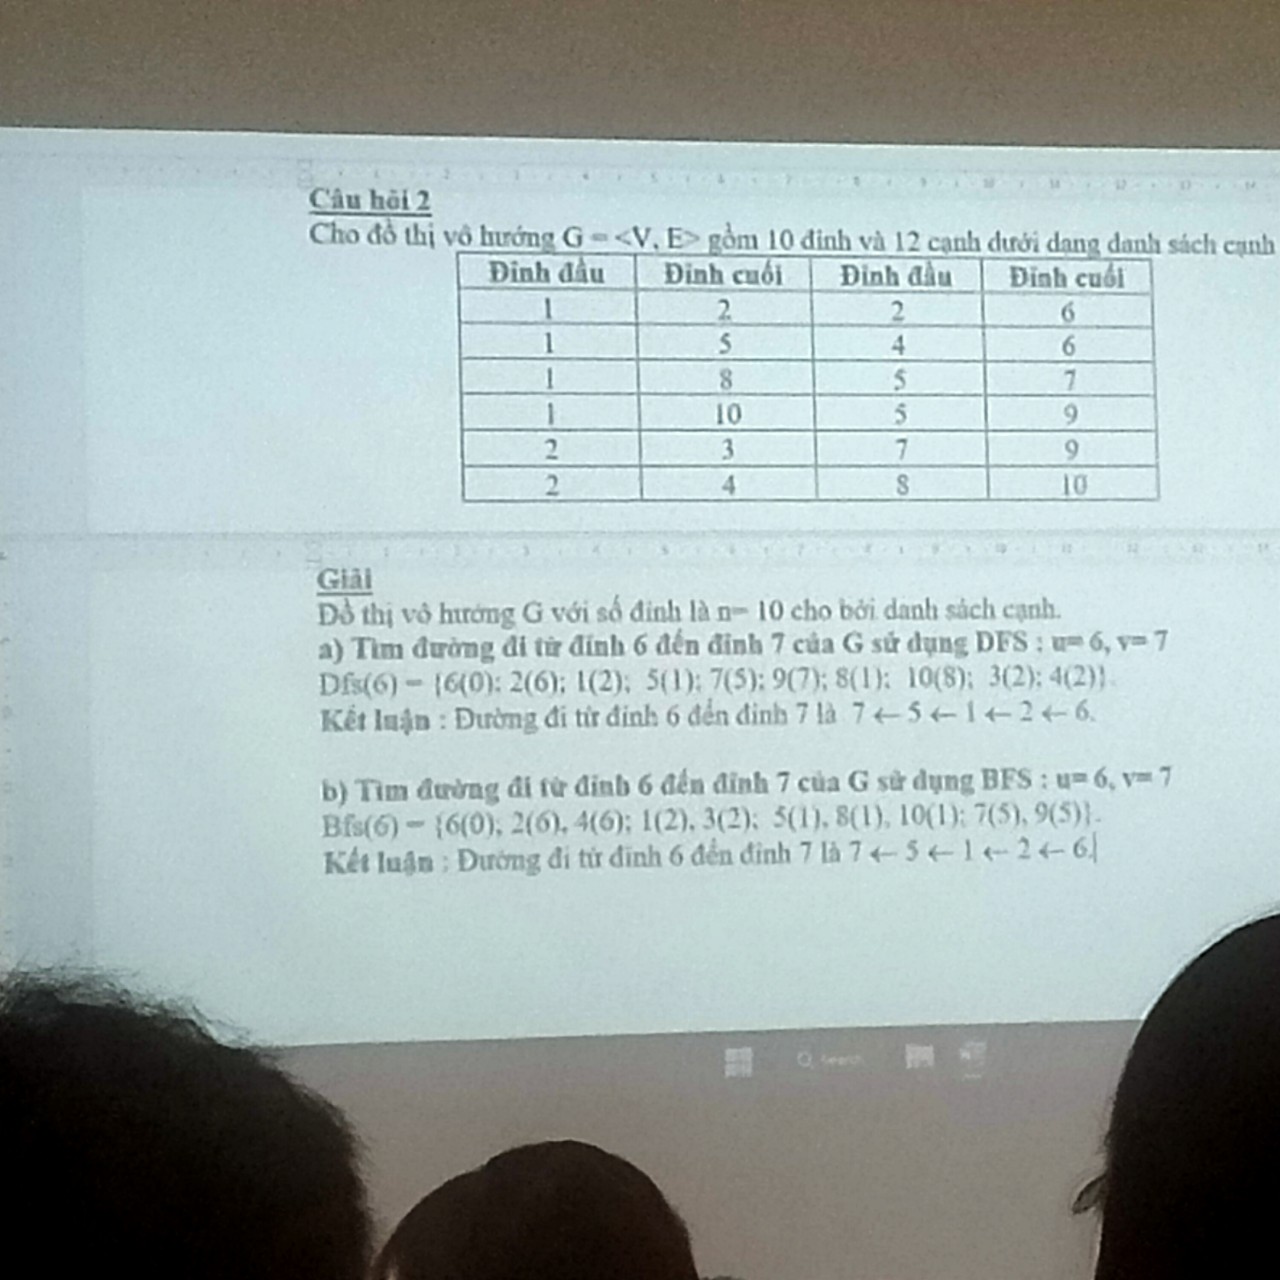 Câu hỏi 2
Cho đồ thị vô hướng G = <V, E> gồm 10 đỉnh và 12 cạnh dưới dạng danh sách cạnh
Đỉnh đầu Đỉnh cuối Đỉnh đầu Đỉnh cuối
1 2 2 6
1 5 4 6
1 8 5 7
1 10 5 9
2 3 7 9
2 4 8 10
Giải
Đồ thị vô hướng G với số đỉnh là n= 10 cho bởi danh sách cạnh.
a) Tìm đường đi từ đỉnh 6 đến đỉnh 7 của G sử dụng DFS : u= 6, v= 7
Dfs(6) = {6(0); 2(6); 1(2); 5(1); 7(5); 9(7); 8(1); 10(8); 3(2); 4(2)}.
Kết luận : Đường đi từ đỉnh 6 đến đỉnh 7 là 7 ← 5 ← 1 ← 2 ← 6.
b) Tìm đường đi từ đỉnh 6 đến đỉnh 7 của G sử dụng BFS : u= 6, v= 7
Bfs(6) = {6(0); 2(6), 4(6); 1(2), 3(2); 5(1), 8(1), 10(1); 7(5), 9(5)}.
Kết luận : Đường đi từ đỉnh 6 đến đỉnh 7 là 7 ← 5 ← 1 ← 2 ← 6.
Search